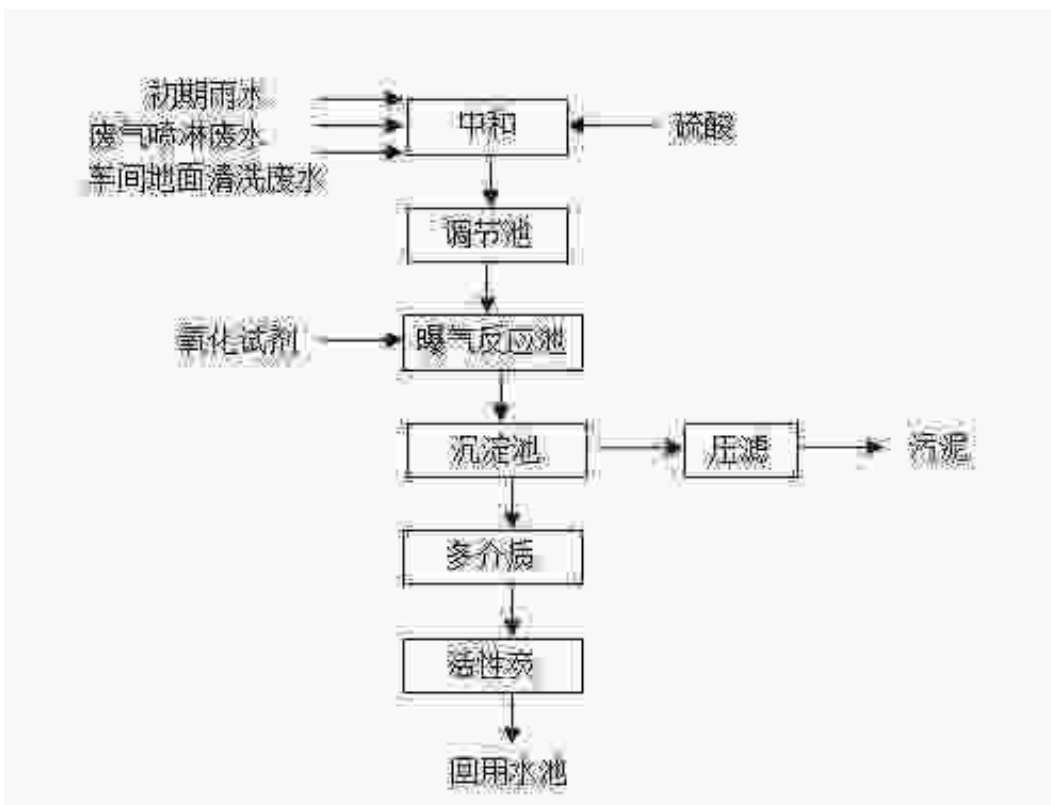 初期雨水
废气喷淋废水
车间地面清洗废水
中和
硫酸
调节池
氧化试剂
曝气反应池
沉淀池
压滤
污泥
多介质
活性炭
回用水池